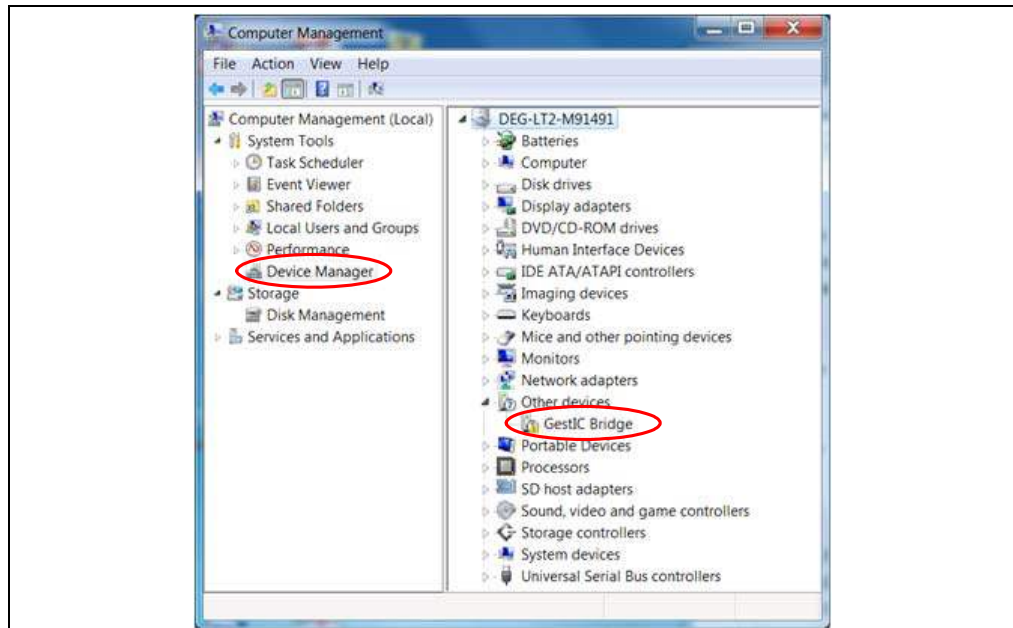 Computer Management
File Action View Help
Computer Management (Local)
System Tools
Task Scheduler
Event Viewer
Shared Folders
Local Users and Groups
Performance
Device Manager
Storage
Disk Management
Services and Applications
DEG-LT2-M91491
Batteries
Computer
Disk drives
Display adapters
DVD/CD-ROM drives
Human Interface Devices
IDE ATA/ATAPI controllers
Imaging devices
Keyboards
Mice and other pointing devices
Monitors
Network adapters
Other devices
GestIC Bridge
Portable Devices
Processors
SD host adapters
Sound, video and game controllers
Storage controllers
System devices
Universal Serial Bus controllers